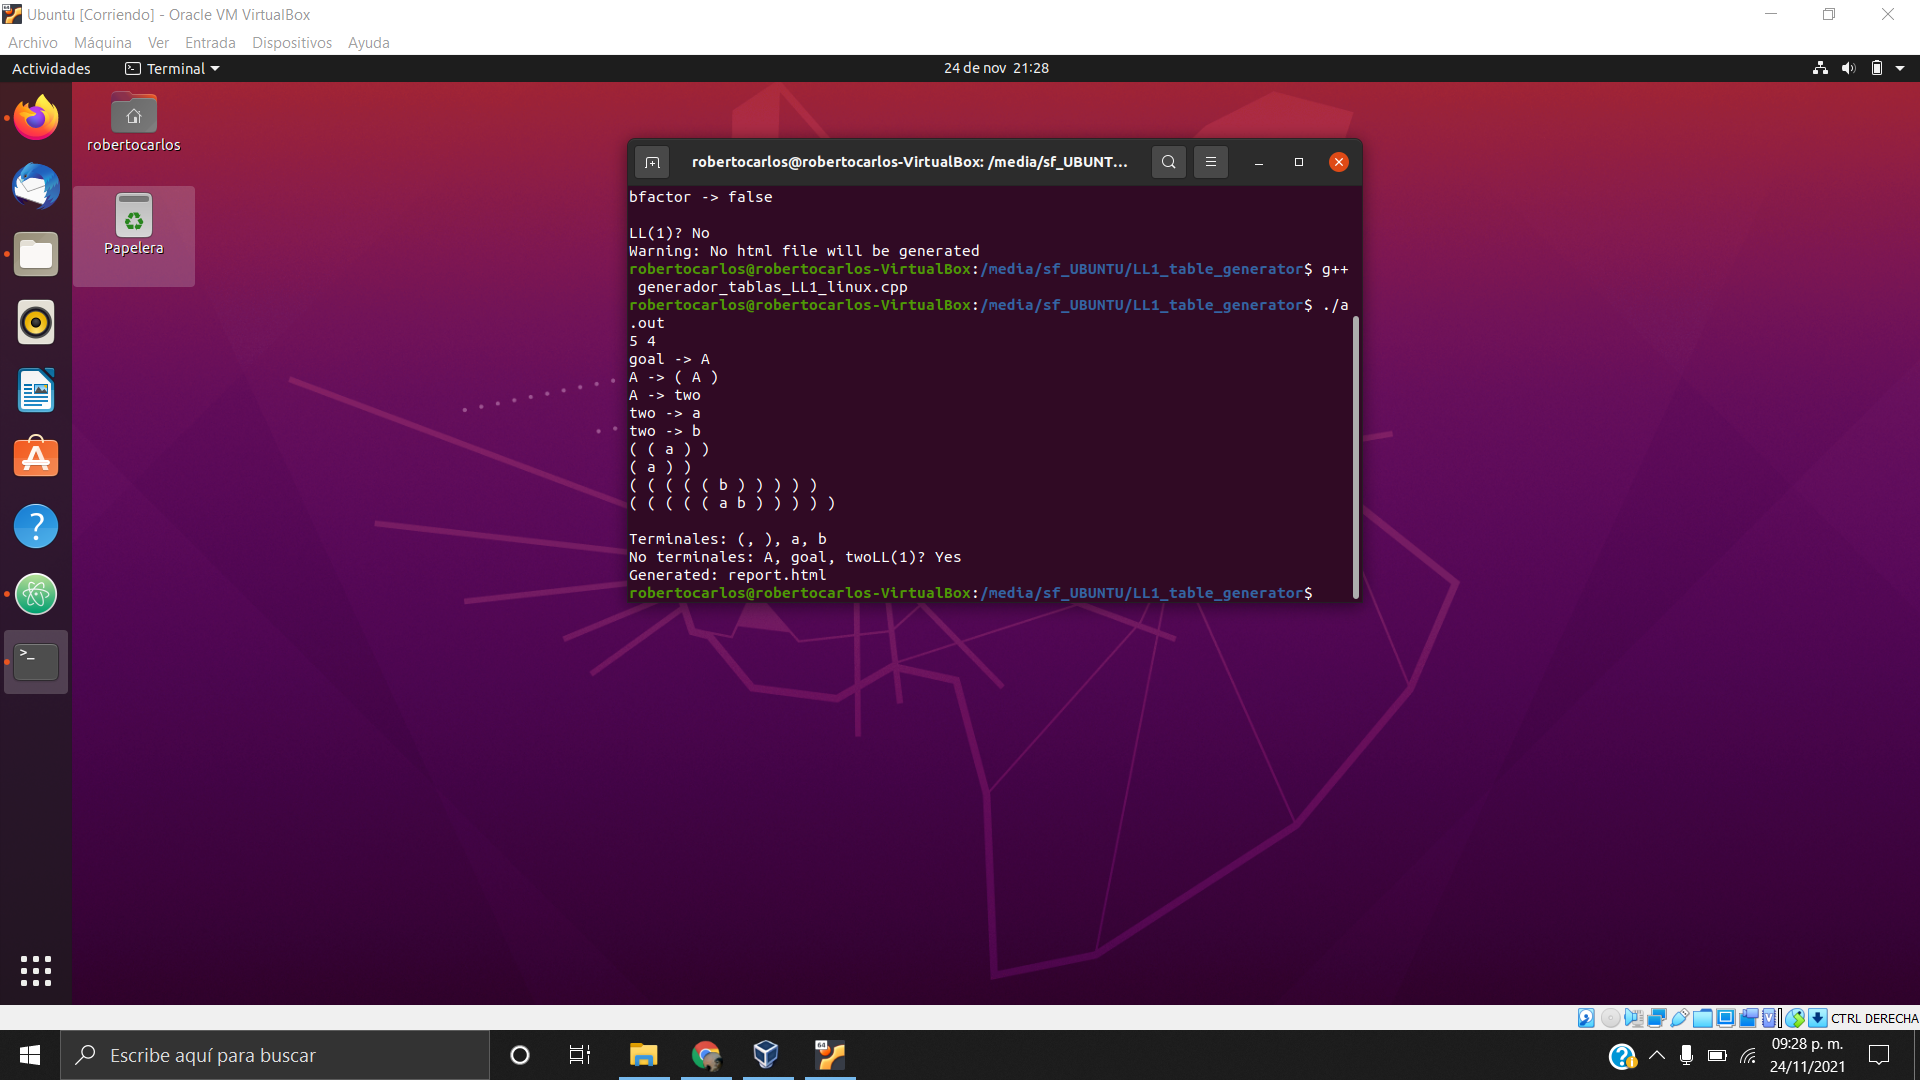 Ubuntu [Corriendo] - Oracle VM VirtualBox
Archivo Máquina Ver Entrada Dispositivos Ayuda
Actividades Terminal 24 de nov 21:28
robertocarlos
Papelera
robertocarlos@robertocarlos-VirtualBox: /media/sf_UBUNT...
bfactor -> false
LL(1)? No
Warning: No html file will be generated
robertocarlos@robertocarlos-VirtualBox:/media/sf_UBUNTU/LL1_table_generator$ g++
generador_tablas_LL1_linux.cpp
robertocarlos@robertocarlos-VirtualBox:/media/sf_UBUNTU/LL1_table_generator$ ./a
.out
5 4
goal -> A
A -> ( A )
A -> two
two -> a
two -> b
( ( a ) )
( a ) )
( ( ( ( ( b ) ) ) ) )
( ( ( ( ( a b ) ) ) ) )
Terminales: (, ), a, b
No terminales: A, goal, twoLL(1)? Yes
Generated: report.html
robertocarlos@robertocarlos-VirtualBox:/media/sf_UBUNTU/LL1_table_generator$
CTRL DERECHA
Escribe aquí para buscar
09:28 p. m.
24/11/2021